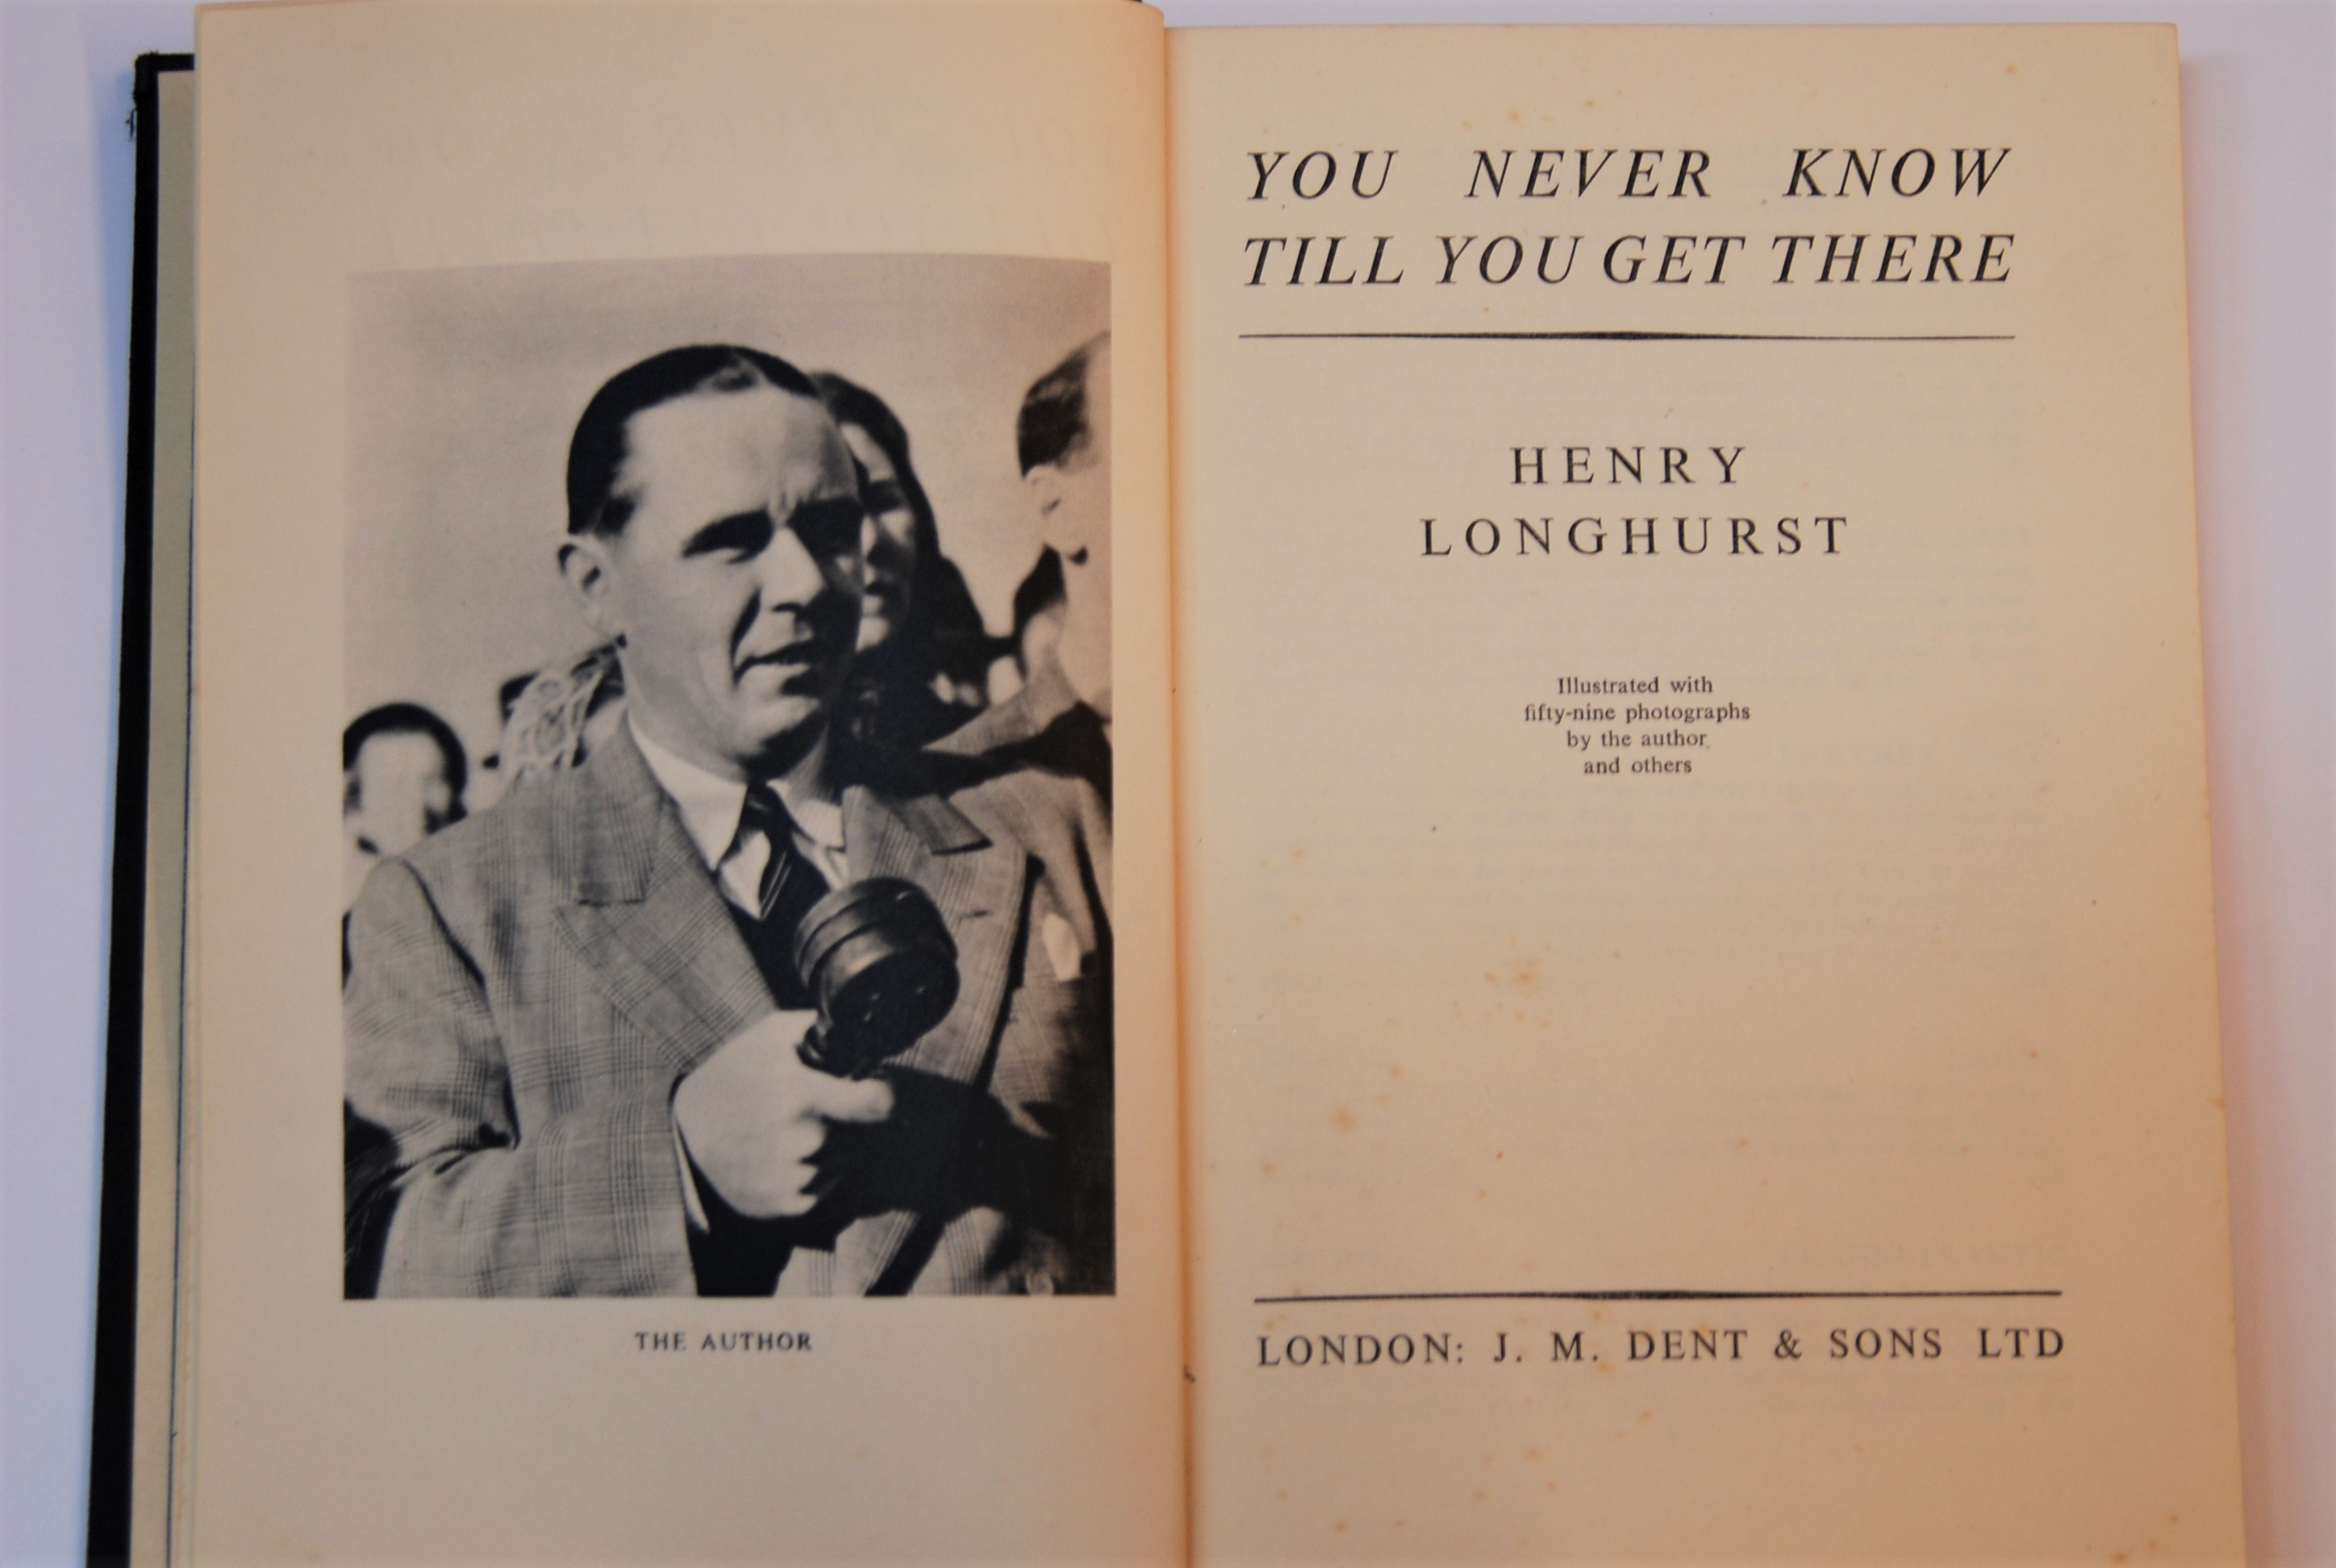 THE AUTHOR
YOU NEVER KNOW
TILL YOU GET THERE
HENRY
LONGHURST
Illustrated with
fifty-nine photographs
by the author
and others
LONDON: J. M. DENT & SONS LTD